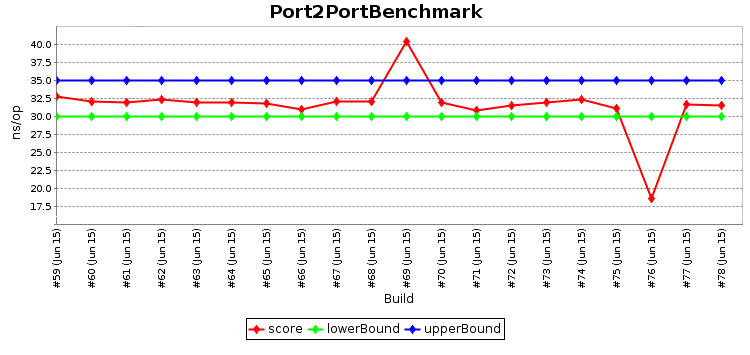 Port2PortBenchmark
ns/op
40.0
37.5
35.0
32.5
30.0
27.5
25.0
22.5
20.0
17.5
#59 (Jun 15)
#60 (Jun 15)
#61 (Jun 15)
#62 (Jun 15)
#63 (Jun 15)
#64 (Jun 15)
#65 (Jun 15)
#66 (Jun 15)
#67 (Jun 15)
#68 (Jun 15)
#69 (Jun 15)
#70 (Jun 15)
#71 (Jun 15)
#72 (Jun 15)
#73 (Jun 15)
#74 (Jun 15)
#75 (Jun 15)
#76 (Jun 15)
#77 (Jun 15)
#78 (Jun 15)
Build
score lowerBound upperBound